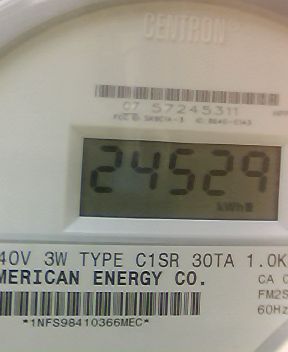 CENTRON
07 57245311
24529
kWh
40V 3W TYPE C1SR 30TA 1.0K
MERICAN ENERGY CO.
CA
FM2S
60Hz
*1NFS98410366MEC*